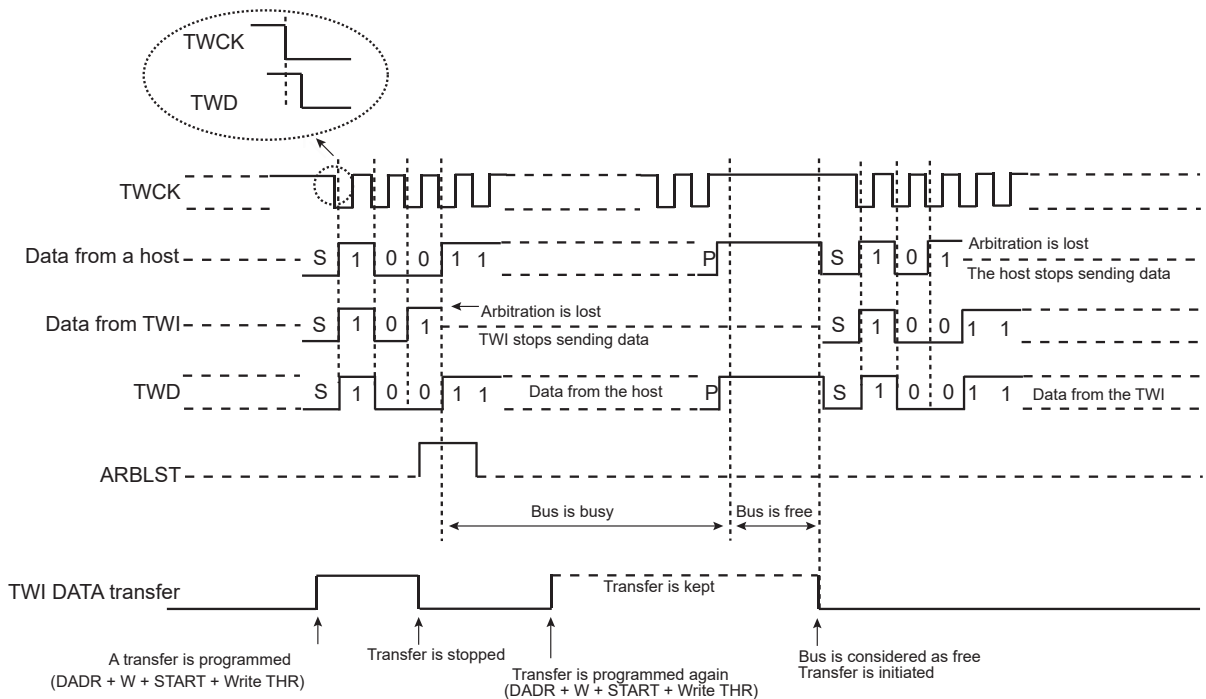 TWCK
TWD
TWCK
Data from a host S 1 0 0 1 1 P S 1 0 1 Arbitration is lost
The host stops sending data
Data from TWI S 1 0 1 Arbitration is lost S 1 0 0 1 1
TWI stops sending data
TWD S 1 0 0 1 1 Data from the host P S 1 0 0 1 1 Data from the TWI
ARBLST
Bus is busy Bus is free
TWI DATA transfer Transfer is kept
A transfer is programmed
(DADR + W + START + Write THR)
Transfer is stopped
Transfer is programmed again
(DADR + W + START + Write THR)
Bus is considered as free
Transfer is initiated